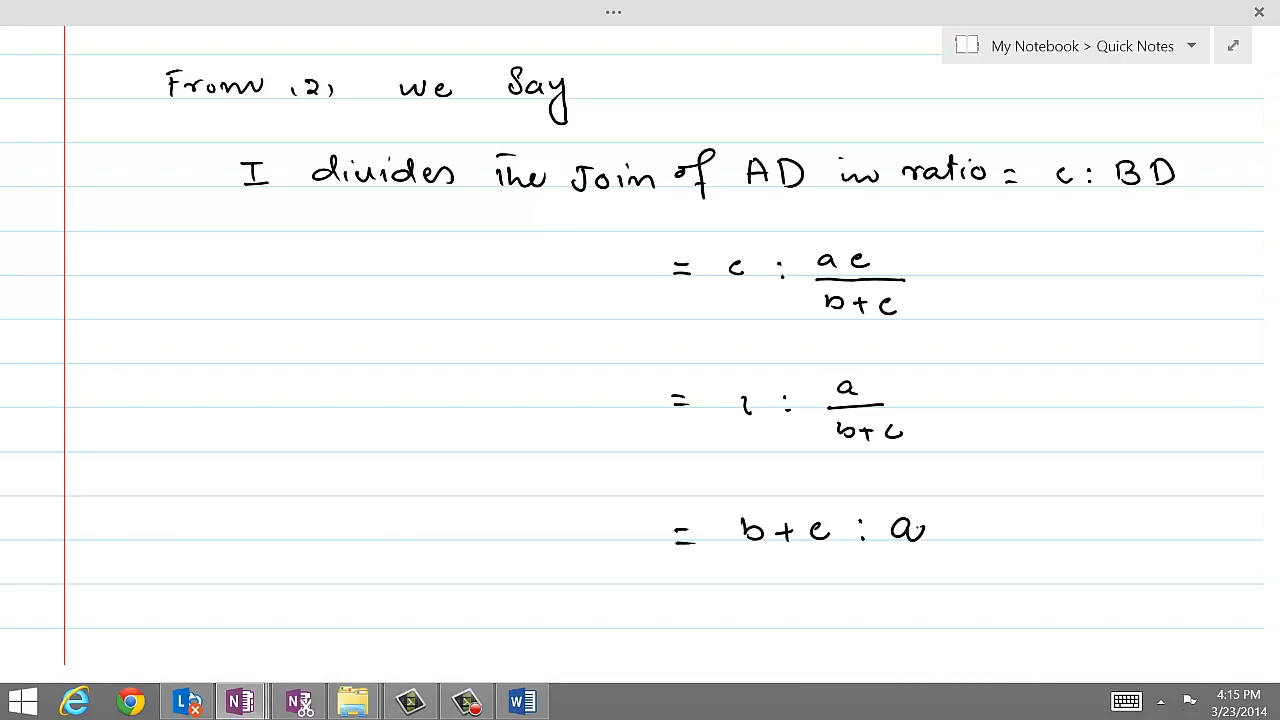 ...
My Notebook > Quick Notes
From (2) we Say
I divides the Join of AD in ratio = c : BD
= c : ac
b+c
= 1 : a
b+c
= b+c : a
4:15 PM
3/23/2014